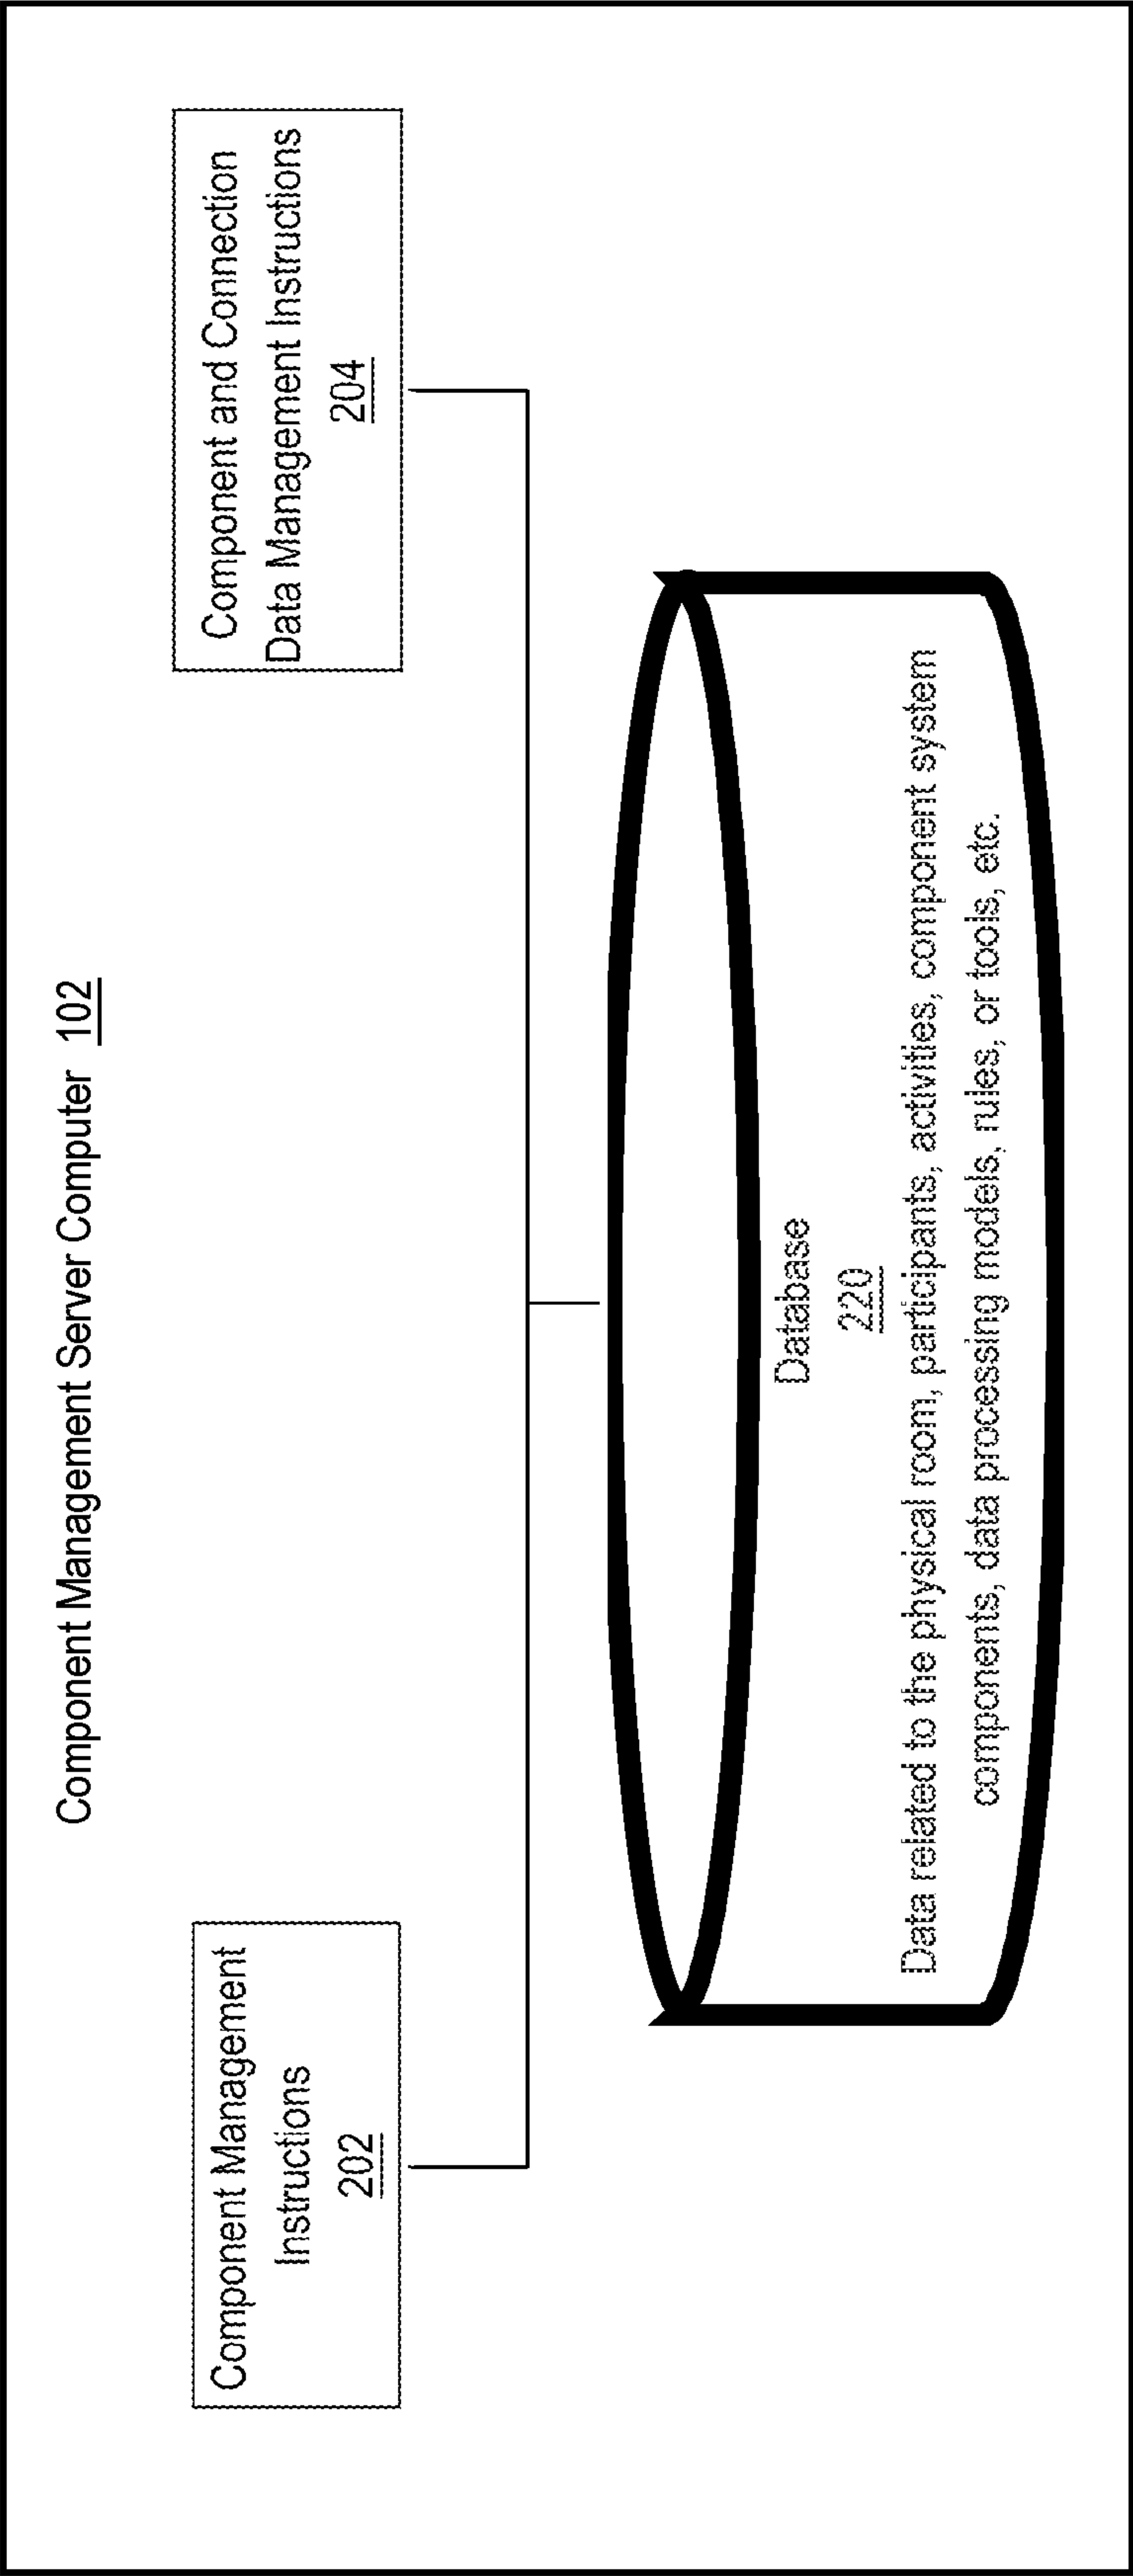 Component Management Server Computer 102
Component Management
Instructions
202
Component and Connection
Data Management Instructions
204
Database
220
Data related to the physical room, participants, activities, component system
components, data processing models, rules, or tools, etc.